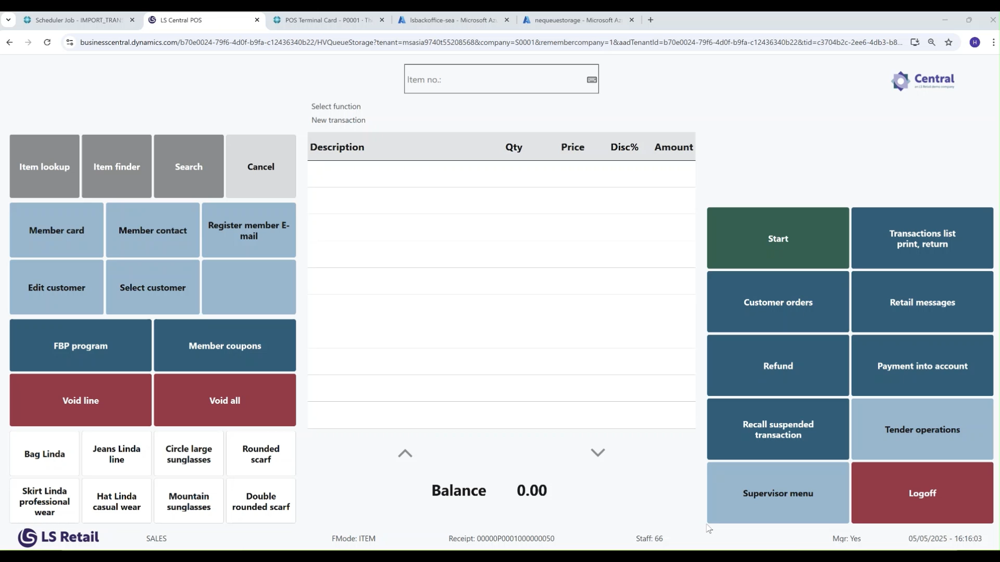 Scheduler Job - IMPORT_TRAN
LS Central POS
POS Terminal Card - P0001 · Th
lsbackoffice-sea - Microsoft Az
nequeuestorage - Microsoft Az
businesscentral.dynamics.com/b70e0024-79f6-4d0f-b9fa-c12436340b22/HVQueueStorage?tenant=msasia9740t55208568&company=S0001&remembercompany=1&aadTenantId=b70e0024-79f6-4d0f-b9fa-c12436340b22&tid=c3704b2c-2ee6-4db3-b8...
H
Item no.:
Central
an LS Retail demo company
Select function
New transaction
Description Qty Price Disc% Amount
Item lookup
Item finder
Search
Cancel
Member card
Member contact
Register member E-
mail
Edit customer
Select customer
FBP program
Member coupons
Void line
Void all
Bag Linda
Jeans Linda
line
Circle large
sunglasses
Rounded
scarf
Skirt Linda
professional
wear
Hat Linda
casual wear
Mountain
sunglasses
Double
rounded scarf
Balance 0.00
Start
Transactions list
print, return
Customer orders
Retail messages
Refund
Payment into account
Recall suspended
transaction
Tender operations
Supervisor menu
Logoff
LS Retail
SALES
FMode: ITEM
Receipt: 00000P0001000000050
Staff: 66
Mgr: Yes
05/05/2025 - 16:16:03